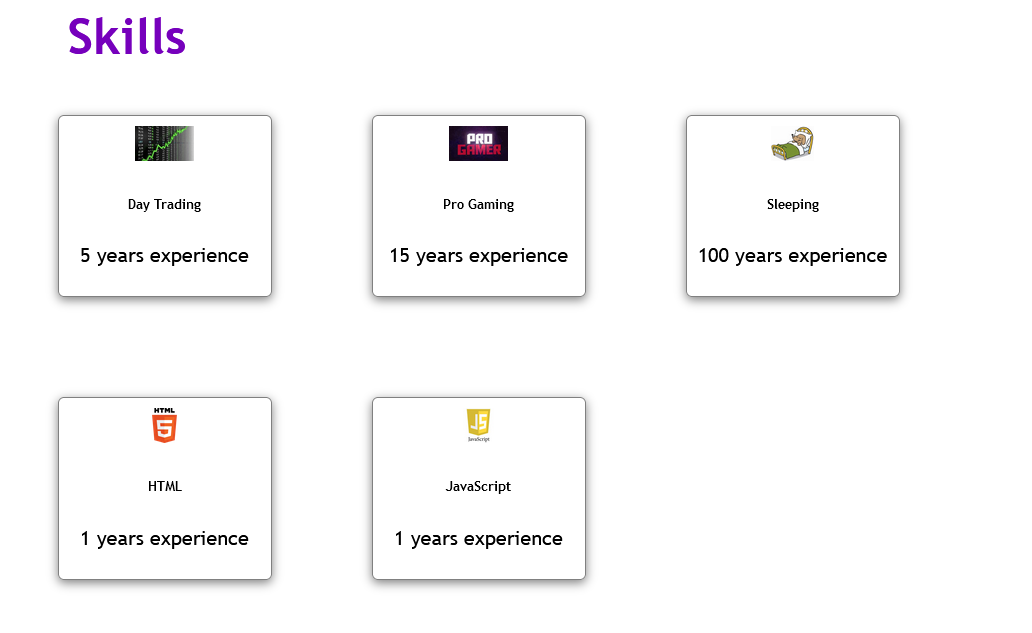 Skills
PRO
GAMER
Day Trading
Pro Gaming
Sleeping
5 years experience
15 years experience
100 years experience
HTML
5
JS
JavaScript
HTML
JavaScript
1 years experience
1 years experience